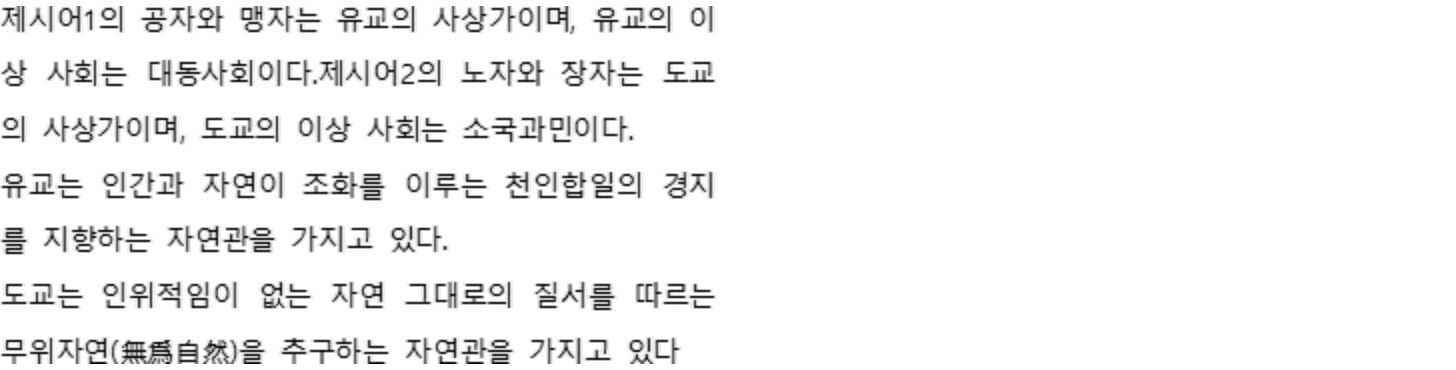 제시어1의 공자와 맹자는 유교의 사상가이며, 유교의 이
상 사회는 대동사회이다.제시어2의 노자와 장자는 도교
의 사상가이며, 도교의 이상 사회는 소국과민이다.
유교는 인간과 자연이 조화를 이루는 천인합일의 경지
를 지향하는 자연관을 가지고 있다.
도교는 인위적임이 없는 자연 그대로의 질서를 따르는
무위자연(無爲自然)을 추구하는 자연관을 가지고 있다